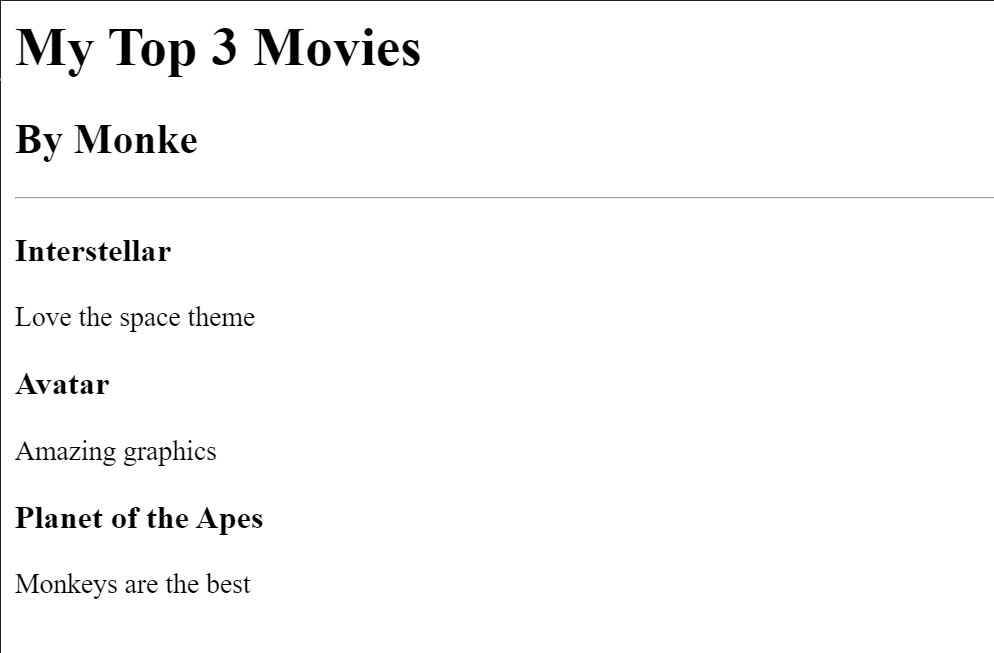 My Top 3 Movies
By Monke
Interstellar
Love the space theme
Avatar
Amazing graphics
Planet of the Apes
Monkeys are the best